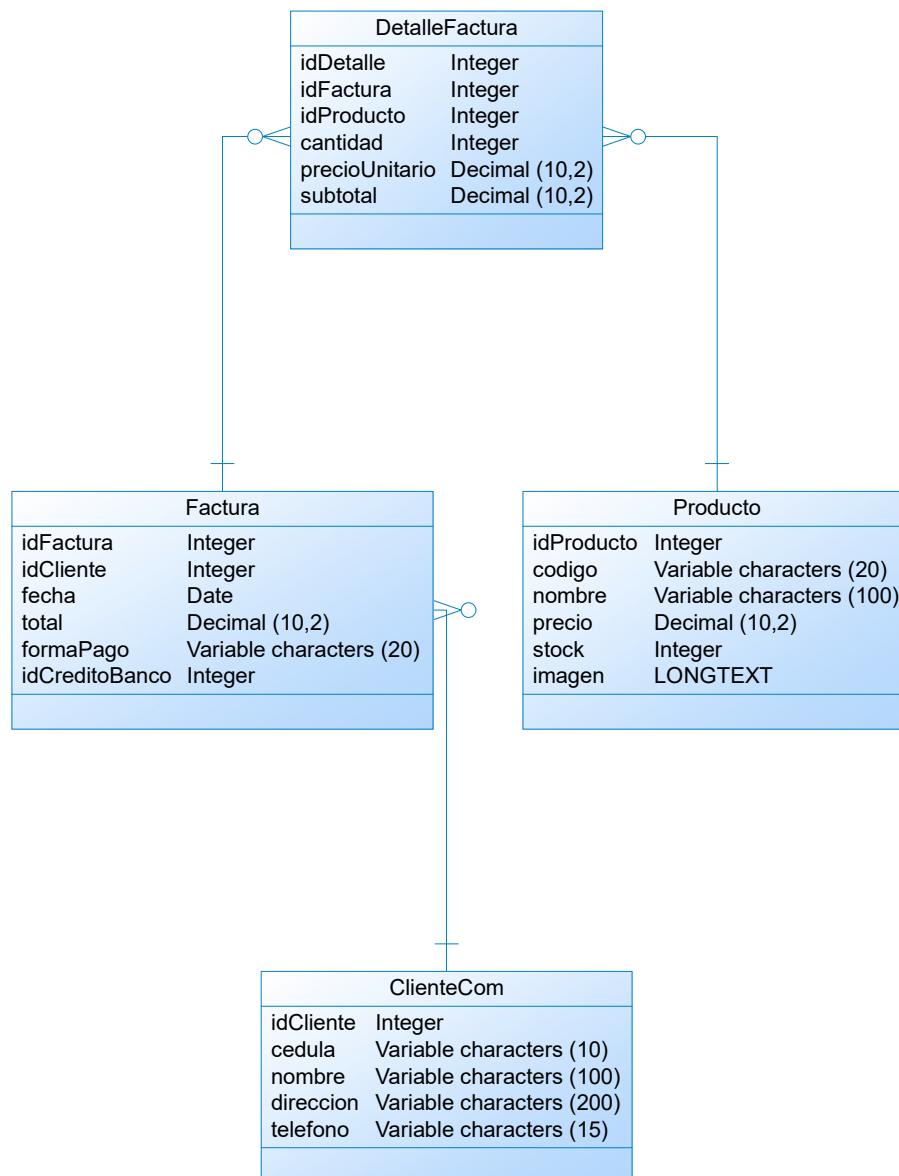 DetalleFactura
idDetalle Integer
idFactura Integer
idProducto Integer
cantidad Integer
precioUnitario Decimal (10,2)
subtotal Decimal (10,2)
Factura
idFactura Integer
idCliente Integer
fecha Date
total Decimal (10,2)
formaPago Variable characters (20)
idCreditoBanco Integer
Producto
idProducto Integer
codigo Variable characters (20)
nombre Variable characters (100)
precio Decimal (10,2)
stock Integer
imagen LONGTEXT
ClienteCom
idCliente Integer
cedula Variable characters (10)
nombre Variable characters (100)
direccion Variable characters (200)
telefono Variable characters (15)